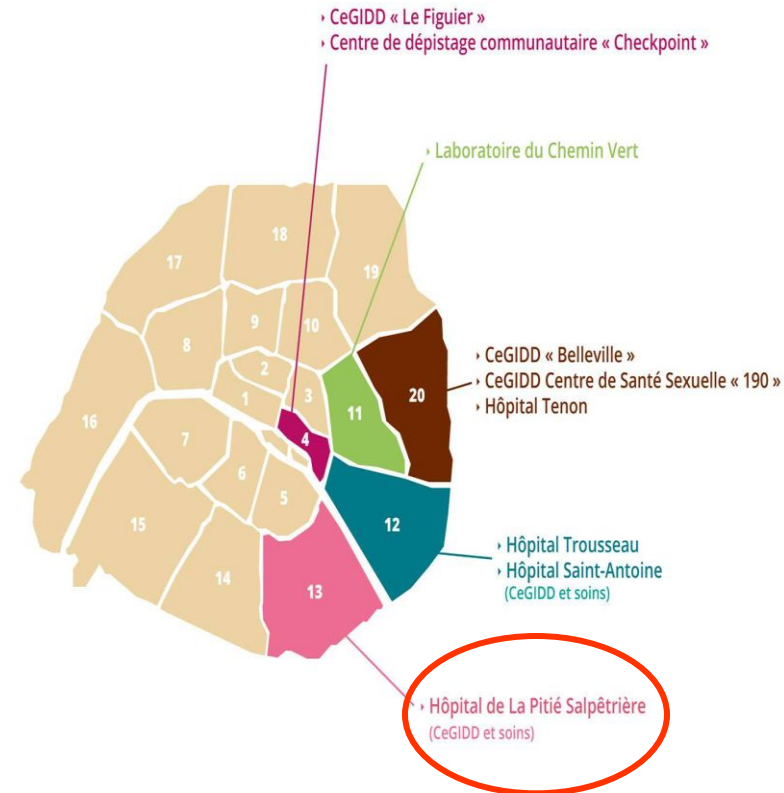 ‣ CeGIDD « Le Figuier »
‣ Centre de dépistage communautaire « Checkpoint »
‣ Laboratoire du Chemin Vert
18
17
19
9
10
8
2
3
1
‣ CeGIDD « Belleville »
‣ CeGIDD Centre de Santé Sexuelle « 190 »
‣ Hôpital Tenon
20
11
16
4
7
6
5
15
12
‣ Hôpital Trousseau
‣ Hôpital Saint-Antoine
(CeGIDD et soins)
14
13
‣ Hôpital de La Pitié Salpêtrière
(CeGIDD et soins)